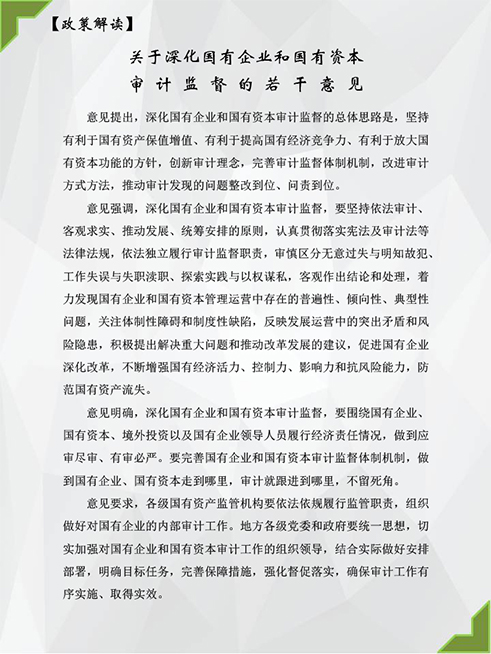 【政策解读】
关于深化国有企业和国有资本
审计监督的若干意见
意见提出，深化国有企业和国有资本审计监督的总体思路是，坚持
有利于国有资产保值增值、有利于提高国有经济竞争力、有利于放大国
有资本功能的方针，创新审计理念，完善审计监督体制机制，改进审计
方式方法，推动审计发现的问题整改到位、问责到位。
意见强调，深化国有企业和国有资本审计监督，要坚持依法审计、
客观求实、推动发展、统筹安排的原则，认真贯彻落实宪法及审计法等
法律法规，依法独立履行审计监督职责，审慎区分无意过失与明知故犯、
工作失误与失职渎职、探索实践与以权谋私，客观作出结论和处理，着
力发现国有企业和国有资本管理运营中存在的普遍性、倾向性、典型性
问题，关注体制性障碍和制度性缺陷，反映发展运营中的突出矛盾和风
险隐患，积极提出解决重大问题和推动改革发展的建议，促进国有企业
深化改革，不断增强国有经济活力、控制力、影响力和抗风险能力，防
范国有资产流失。
意见明确，深化国有企业和国有资本审计监督，要围绕国有企业、
国有资本、境外投资以及国有企业领导人员履行经济责任情况，做到应
审尽审、有审必严。要完善国有企业和国有资本审计监督体制机制，做
到国有企业、国有资本走到哪里，审计就跟进到哪里，不留死角。
意见要求，各级国有资产监管机构要依法依规履行监管职责，组织
做好对国有企业的内部审计工作。地方各级党委和政府要统一思想，切
实加强对国有企业和国有资本审计工作的组织领导，结合实际做好安排
部署，明确目标任务，完善保障措施，强化督促落实，确保审计工作有
序实施、取得实效。